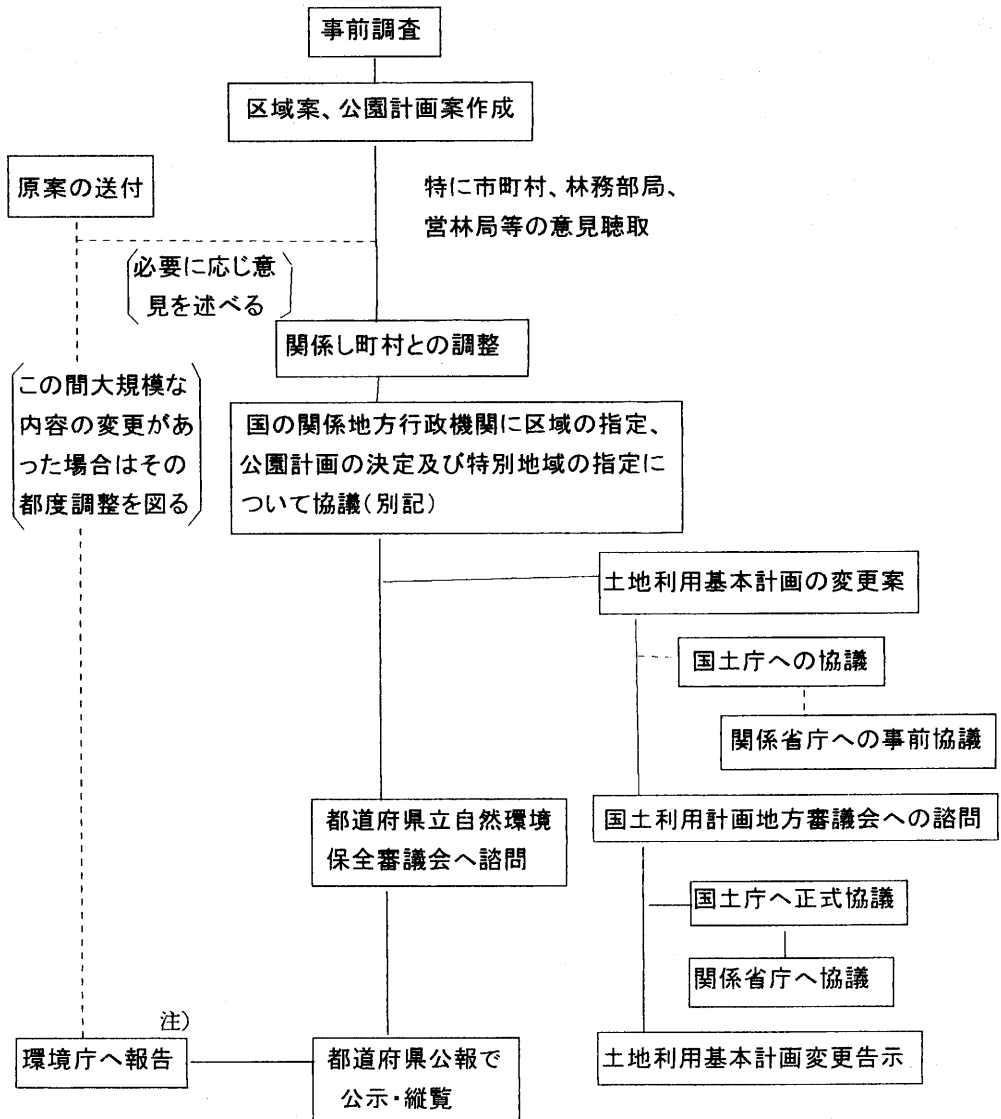 事前調査
区域案、公園計画案作成
原案の送付
特に市町村、林務部局、
営林局等の意見聴取
必要に応じ意
見を述べる
関係し町村との調整
この間大規模な
内容の変更があ
った場合はその
都度調整を図る
国の関係地方行政機関に区域の指定、
公園計画の決定及び特別地域の指定に
ついて協議(別記)
土地利用基本計画の変更案
国土庁への協議
関係省庁への事前協議
都道府県立自然環境
保全審議会へ諮問
国土利用計画地方審議会への諮問
国土庁へ正式協議
関係省庁へ協議
注)
環境庁へ報告
都道府県公報で
公示・縦覧
土地利用基本計画変更告示